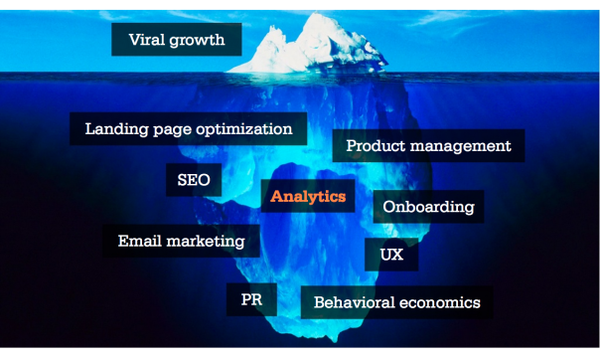 Viral growth
Landing page optimization
Product management
SEO
Analytics
Onboarding
Email marketing
UX
PR
Behavioral economics